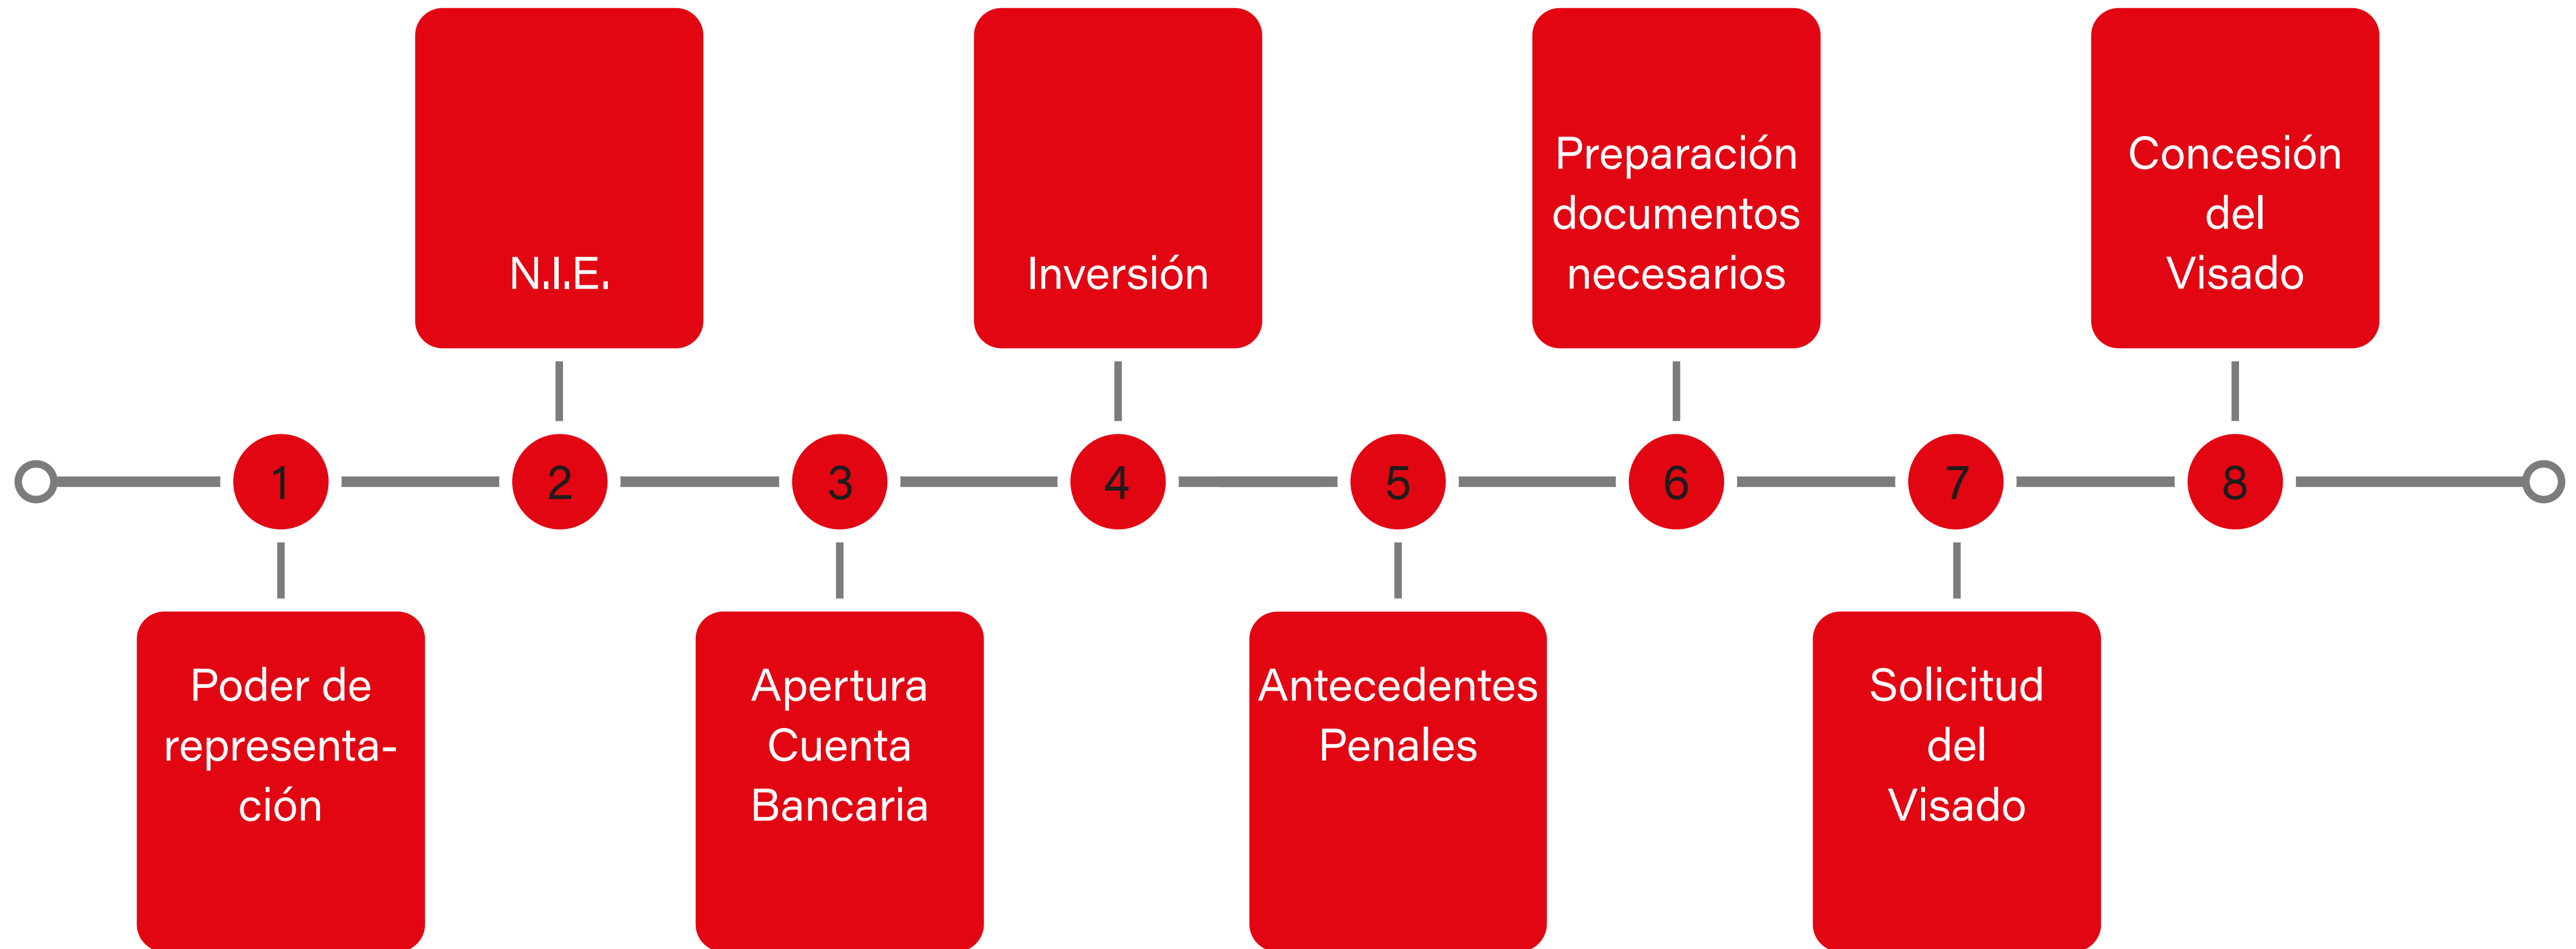 N.I.E.
Inversión
Preparación
documentos
necesarios
Concesión
del
Visado
1
2
3
4
5
6
7
8
Poder de
representa-
ción
Apertura
Cuenta
Bancaria
Antecedentes
Penales
Solicitud
del
Visado